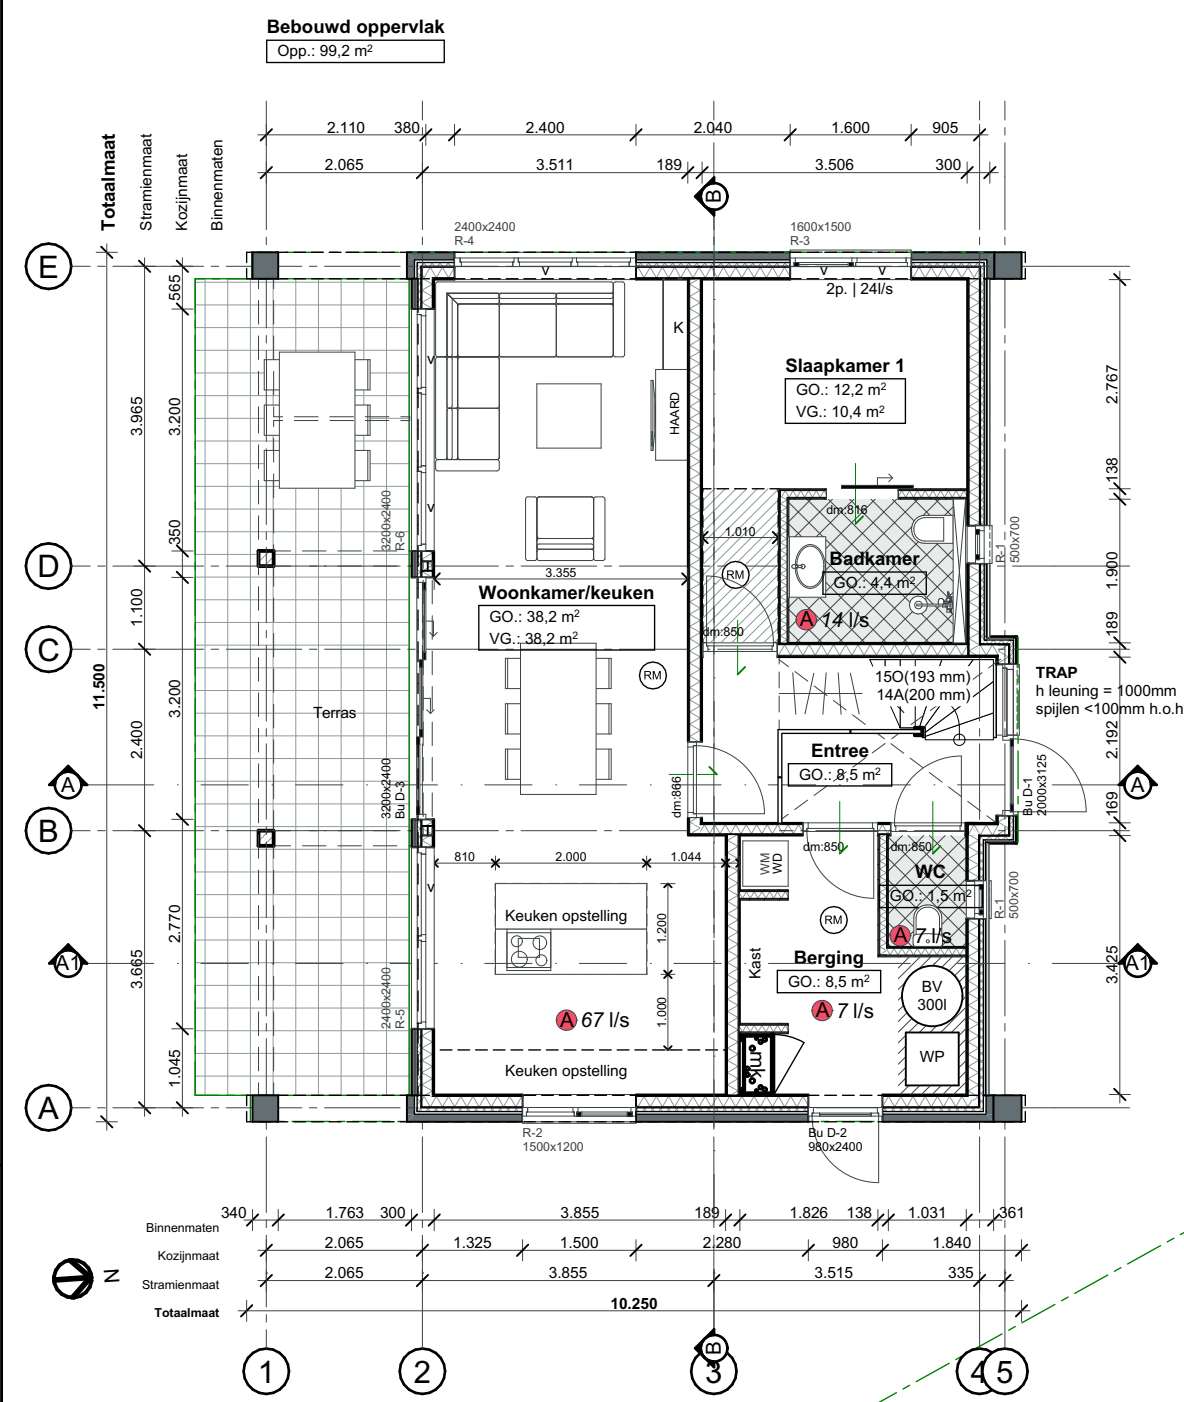 Bebouwd oppervlak
Opp.: 99,2 m²
Totaalmaat
Stramienmaat
Kozijnmaat
Binnenmaten
2.110 380 2.400 2.040 1.600 905
2.065 3.511 189 3.506 300
B
2400x2400
R-4
1600x1500
R-3
E
D
C
B
A
A
A1
A
A1
11.500
3.965
1.100
2.400
3.665
565
3.200
350
3.200
2.770
1.045
2.767
138
1.900
189
2.192
169
3.425
v
v v
2p. | 24l/s
K
HAARD
Slaapkamer 1
GO.: 12,2 m²
VG.: 10,4 m²
v
v
3200x2400
R-6
dm:816
1.010
RM
Badkamer
GO.: 4,4 m²
A 14 l/s
R-1
500x700
3.355
Woonkamer/keuken
GO.: 38,2 m²
VG.: 38,2 m²
dm:850
RM
15O(193 mm)
14A(200 mm)
TRAP
h leuning = 1000mm
spijlen <100mm h.o.h
Terras
Entree
GO.: 8,5 m²
3200x2400
Bu D-3
dm:866
Bu D-1
2000x3125
dm:850
dm:850
810 2.000 1.044
v
WM
WD
WC
GO.: 1,5 m²
A 7 l/s
R-1
500x700
Keuken opstelling
1.200
RM
Kast
Berging
GO.: 8,5 m²
A 7 l/s
BV
300l
2400x2400
R-5
A 67 l/s
1.000
Keuken opstelling
mk
WP
R-2
1500x1200
Bu D-2
980x2400
Binnenmaten 340 1.763 300 3.855 189 1.826 138 1.031 361
Kozijnmaat 2.065 1.325 1.500 2.280 980 1.840
Stramienmaat 2.065 3.855 3.515 335
Totaalmaat 10.250
N
B
1 2 3 4 5